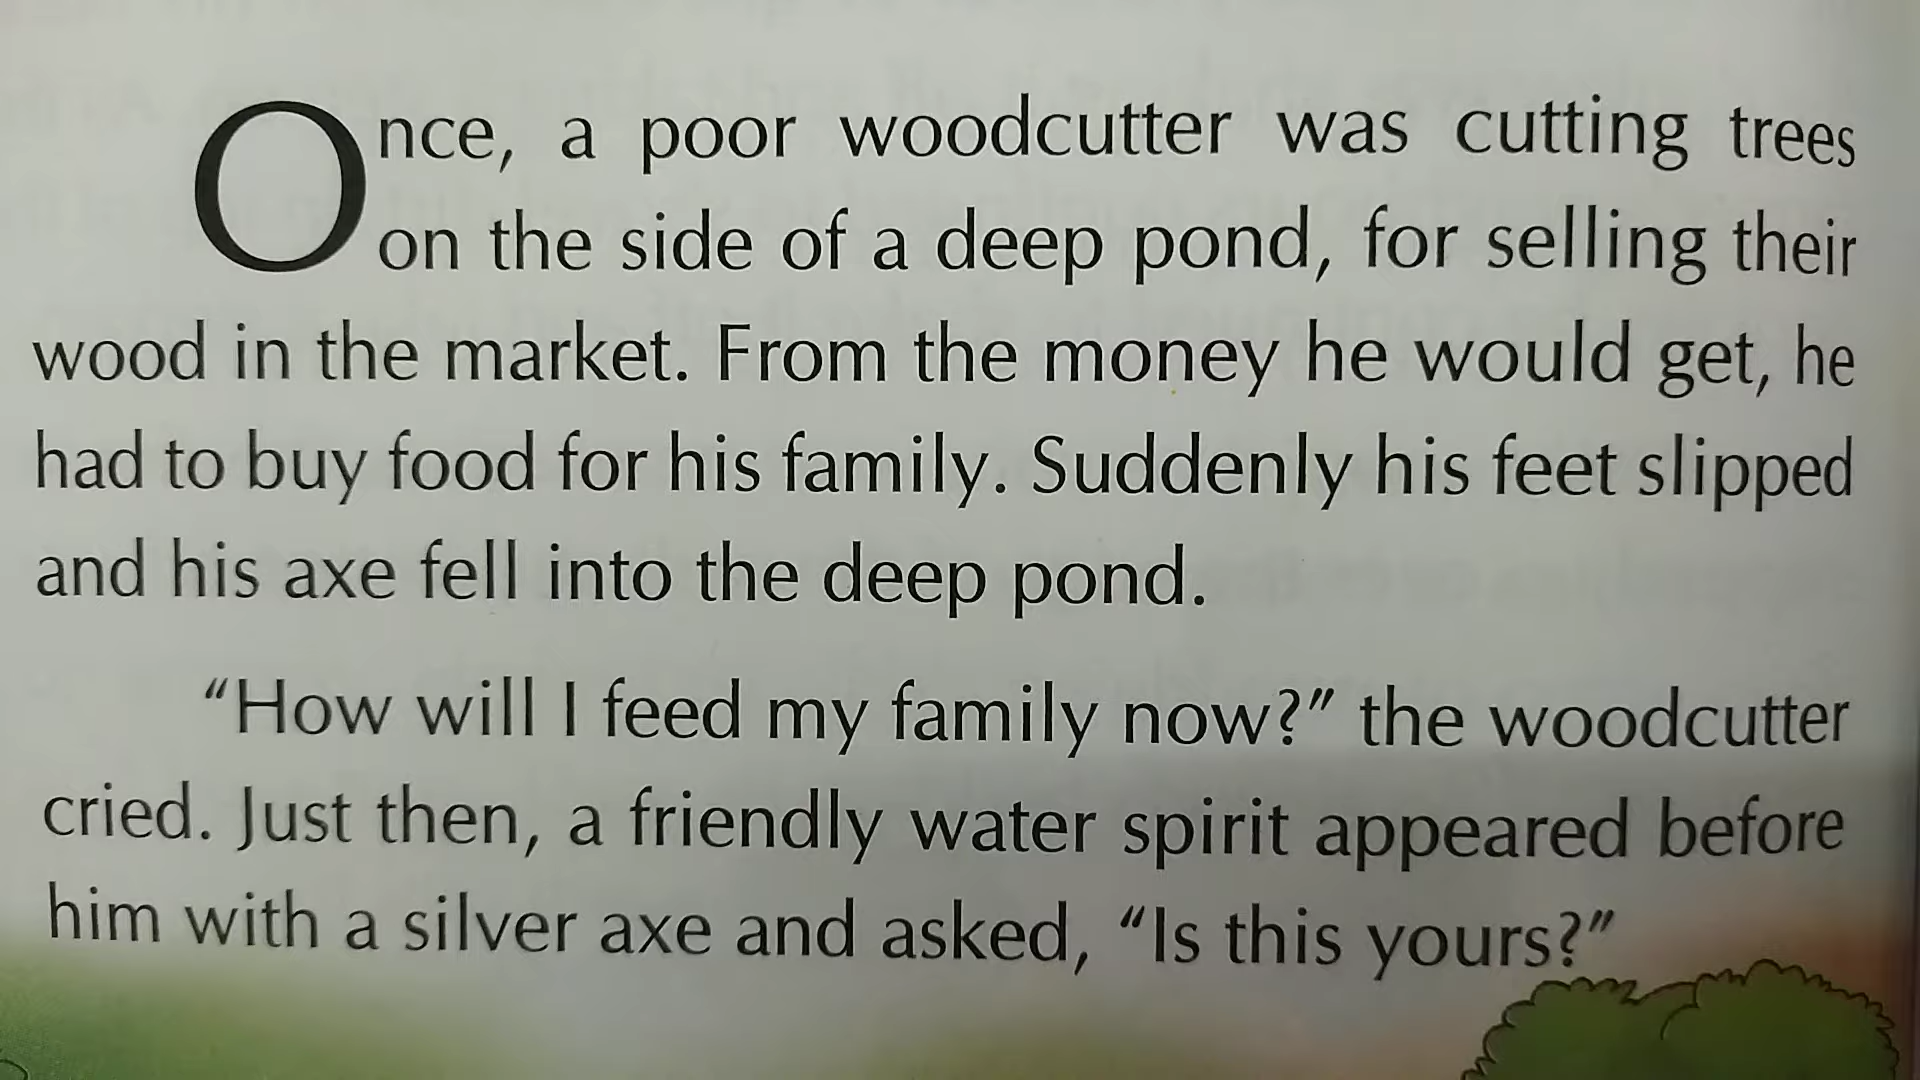 Once, a poor woodcutter was cutting trees
on the side of a deep pond, for selling their
wood in the market. From the money he would get, he
had to buy food for his family. Suddenly his feet slipped
and his axe fell into the deep pond.
“How will I feed my family now?” the woodcutter
cried. Just then, a friendly water spirit appeared before
him with a silver axe and asked, “Is this yours?”